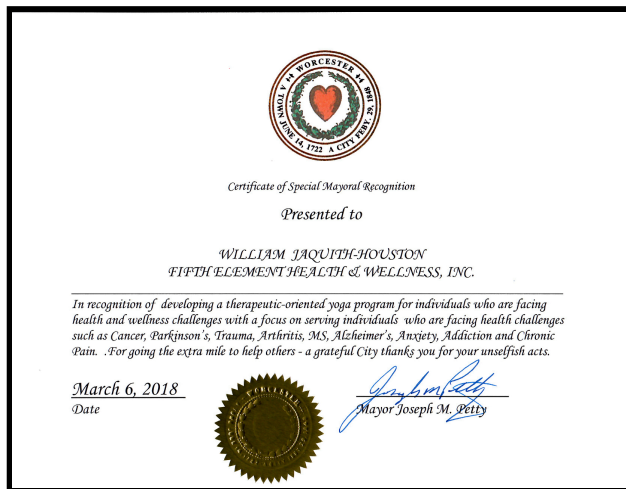 WORCESTER
A TOWN JUNE 14, 1722 A CITY FEBY. 29, 1848
Certificate of Special Mayoral Recognition
Presented to
WILLIAM JAQUITH-HOUSTON
FIFTH ELEMENT HEALTH & WELLNESS, INC.
In recognition of developing a therapeutic-oriented yoga program for individuals who are facing
health and wellness challenges with a focus on serving individuals who are facing health challenges
such as Cancer, Parkinson's, Trauma, Arthritis, MS, Alzheimer's, Anxiety, Addiction and Chronic
Pain. .For going the extra mile to help others - a grateful City thanks you for your unselfish acts.
March 6, 2018
Date
Joseph M Petty
Mayor Joseph M. Petty
WORCESTER